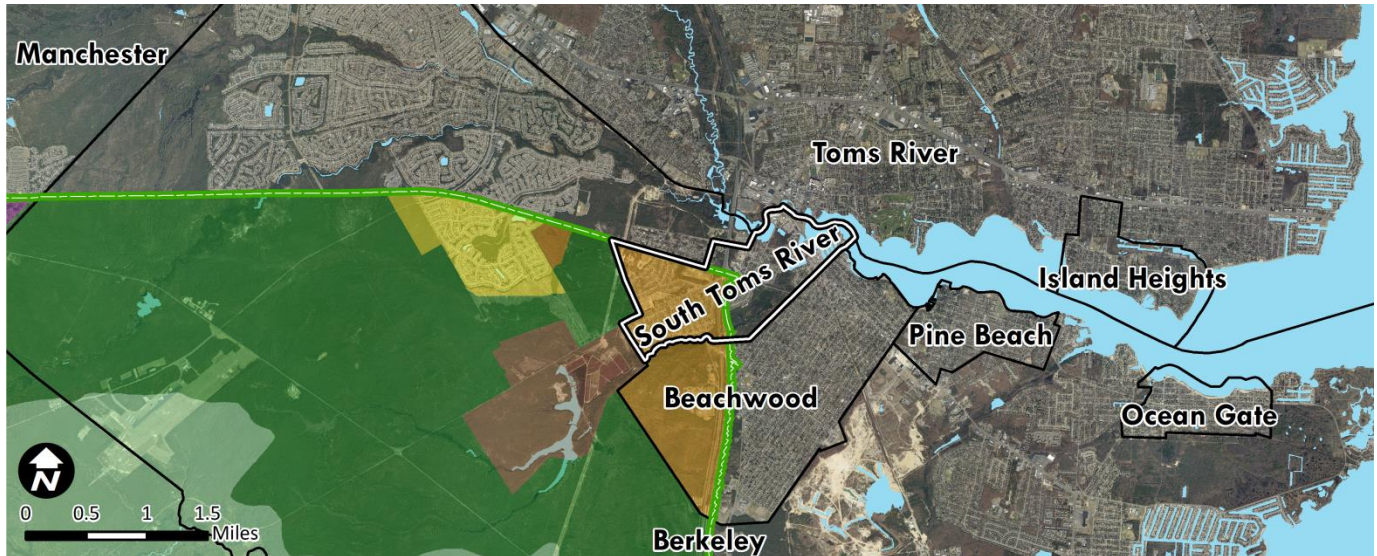 Manchester
Toms River
South Toms River
Island Heights
Pine Beach
Beachwood
Ocean Gate
N
0 0.5 1 1.5
Miles
Berkeley